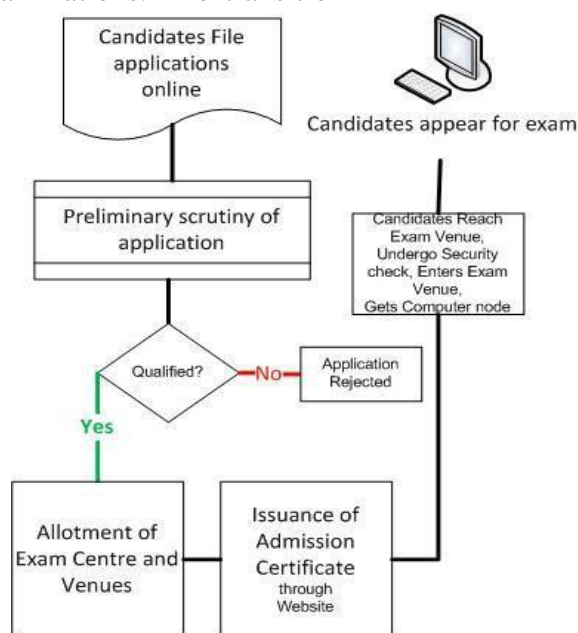 Candidates File
applications
online
Preliminary scrutiny of
application
Qualified?
No
Application
Rejected
Yes
Allotment of
Exam Centre and
Venues
Issuance of
Admission
Certificate
through
Website
Candidates Reach
Exam Venue,
Undergo Security
check, Enters Exam
Venue,
Gets Computer node
Candidates appear for exam